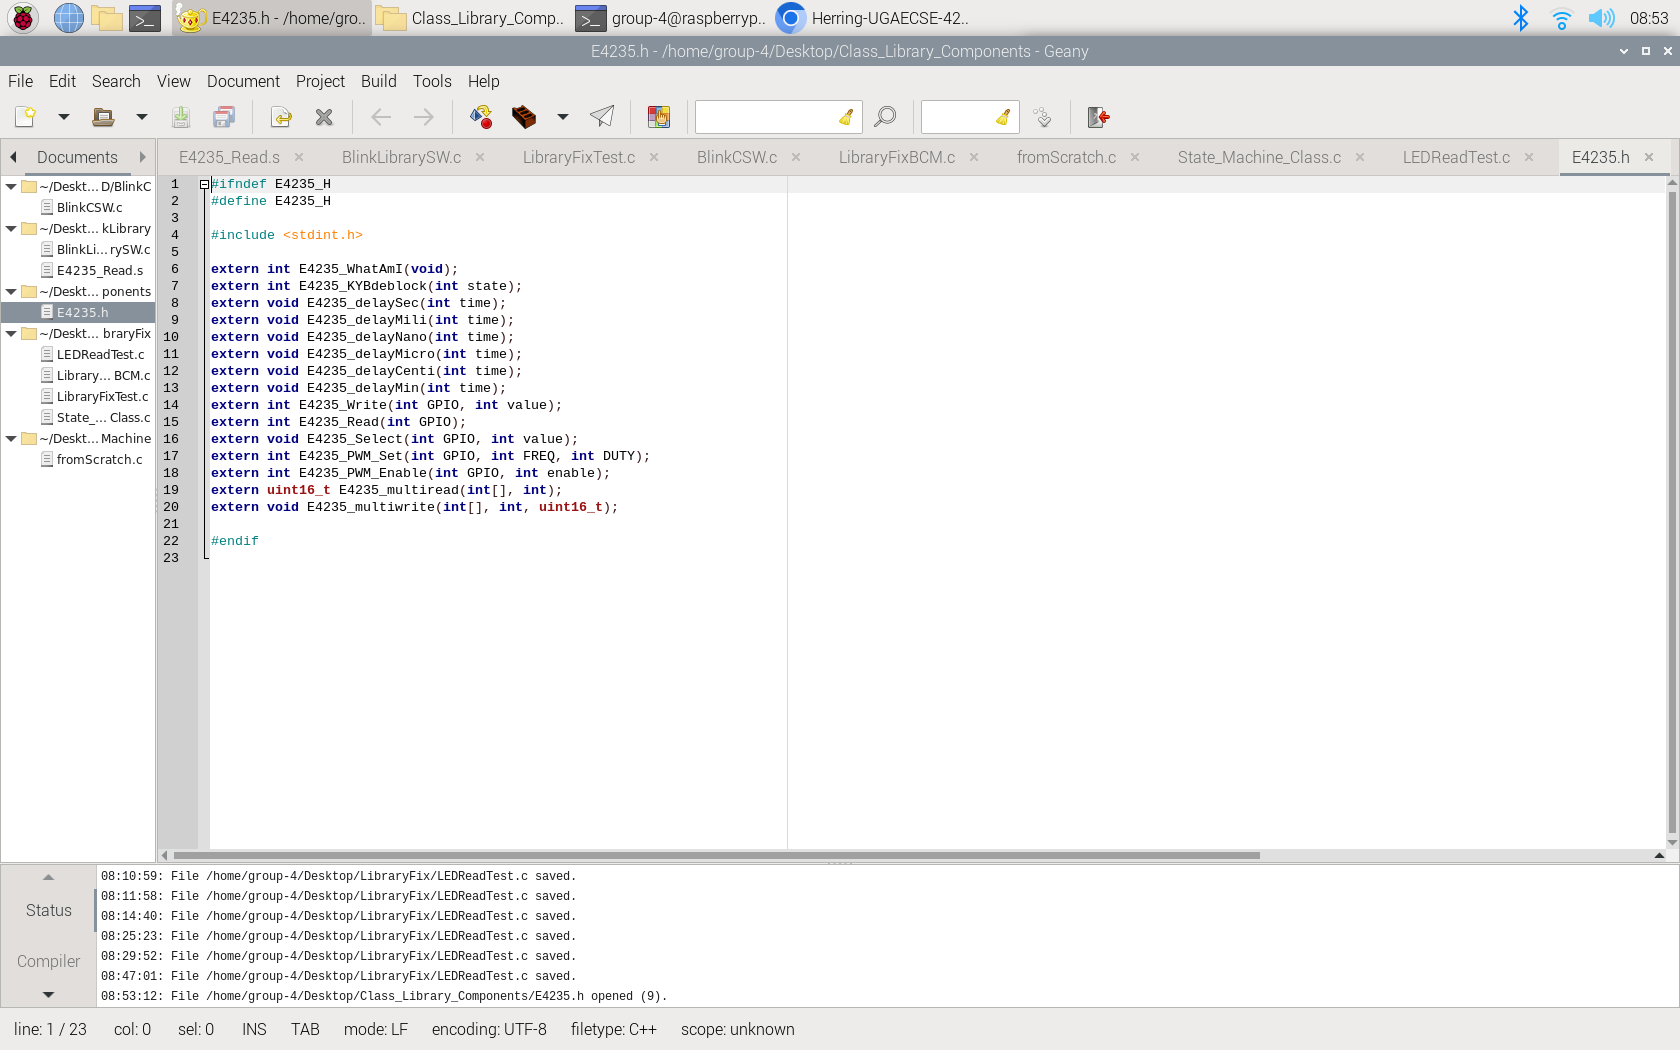 E4235.h - /home/gro.. Class_Library_Comp.. group-4@raspberryp.. Herring-UGAECSE-42.. 08:53
E4235.h - /home/group-4/Desktop/Class_Library_Components - Geany
File Edit Search View Document Project Build Tools Help
Documents E4235_Read.s BlinkLibrarySW.c LibraryFixTest.c BlinkCSW.c LibraryFixBCM.c fromScratch.c State_Machine_Class.c LEDReadTest.c E4235.h
~/Deskt... D/BlinkC
BlinkCSW.c
~/Deskt... kLibrary
BlinkLi...rySW.c
E4235_Read.s
~/Deskt... ponents
E4235.h
~/Deskt... braryFix
LEDReadTest.c
Library... BCM.c
LibraryFixTest.c
State_... Class.c
~/Deskt... Machine
fromScratch.c
1 #ifndef E4235_H
2 #define E4235_H
3
4 #include <stdint.h>
5
6 extern int E4235_WhatAmI(void);
7 extern int E4235_KYBdeblock(int state);
8 extern void E4235_delaySec(int time);
9 extern void E4235_delayMili(int time);
10 extern void E4235_delayNano(int time);
11 extern void E4235_delayMicro(int time);
12 extern void E4235_delayCenti(int time);
13 extern void E4235_delayMin(int time);
14 extern int E4235_Write(int GPIO, int value);
15 extern int E4235_Read(int GPIO);
16 extern void E4235_Select(int GPIO, int value);
17 extern int E4235_PWM_Set(int GPIO, int FREQ, int DUTY);
18 extern int E4235_PWM_Enable(int GPIO, int enable);
19 extern uint16_t E4235_multiread(int[], int);
20 extern void E4235_multiwrite(int[], int, uint16_t);
21
22 #endif
23
Status
Compiler
08:10:59: File /home/group-4/Desktop/LibraryFix/LEDReadTest.c saved.
08:11:58: File /home/group-4/Desktop/LibraryFix/LEDReadTest.c saved.
08:14:40: File /home/group-4/Desktop/LibraryFix/LEDReadTest.c saved.
08:25:23: File /home/group-4/Desktop/LibraryFix/LEDReadTest.c saved.
08:29:52: File /home/group-4/Desktop/LibraryFix/LEDReadTest.c saved.
08:47:01: File /home/group-4/Desktop/LibraryFix/LEDReadTest.c saved.
08:53:12: File /home/group-4/Desktop/Class_Library_Components/E4235.h opened (9).
line: 1 / 23 col: 0 sel: 0 INS TAB mode: LF encoding: UTF-8 filetype: C++ scope: unknown